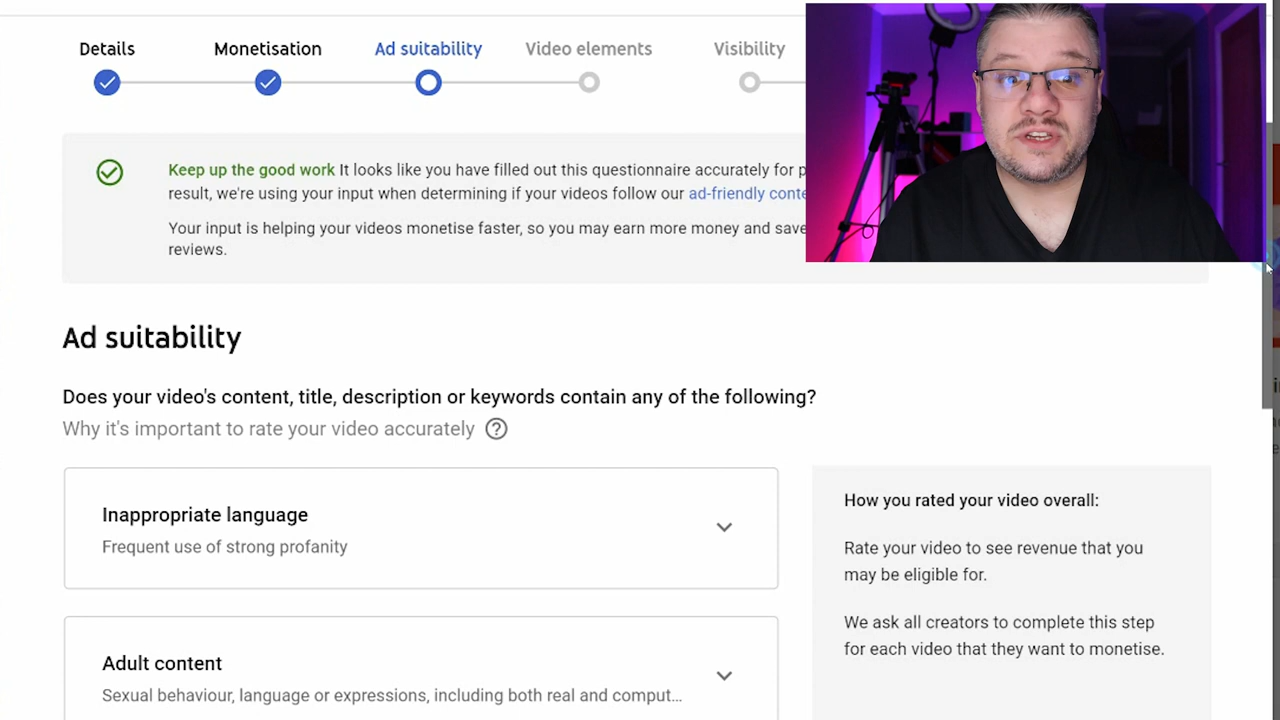 Details
Monetisation
Ad suitability
Video elements
Visibility
Keep up the good work It looks like you have filled out this questionnaire accurately for
result, we're using your input when determining if your videos follow our ad-friendly
Your input is helping your videos monetise faster, so you may earn more money and save
reviews.
Ad suitability
Does your video's content, title, description or keywords contain any of the following?
Why it's important to rate your video accurately ?
Inappropriate language
Frequent use of strong profanity
Adult content
Sexual behaviour, language or expressions, including both real and comput...
How you rated your video overall:
Rate your video to see revenue that you
may be eligible for.
We ask all creators to complete this step
for each video that they want to monetise.